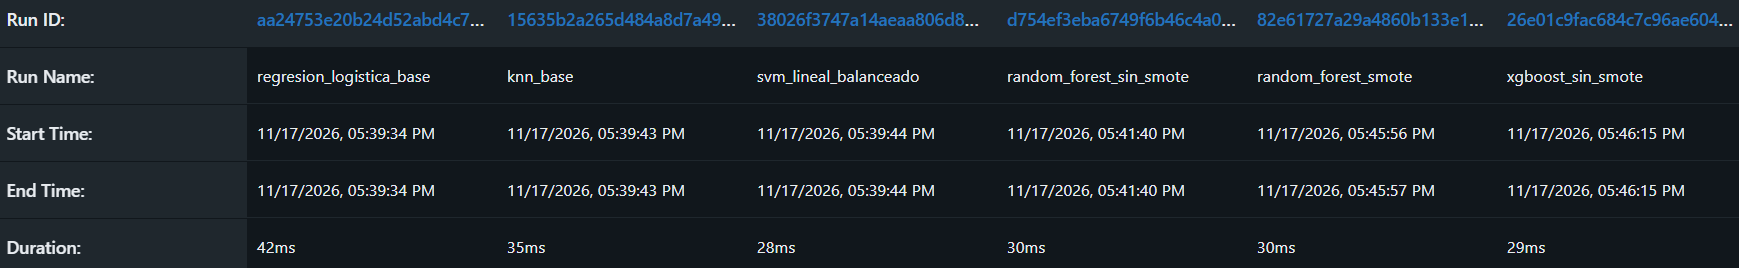 Run ID: aa24753e20b24d52abd4c7... 15635b2a265d484a8d7a49... 38026f3747a14aeaa806d8... d754ef3eba6749f6b46c4a0... 82e61727a29a4860b133e1... 26e01c9fac684c7c96ae604...
Run Name: regresion_logistica_base knn_base svm_lineal_balanceado random_forest_sin_smote random_forest_smote xgboost_sin_smote
Start Time: 11/17/2026, 05:39:34 PM 11/17/2026, 05:39:43 PM 11/17/2026, 05:39:44 PM 11/17/2026, 05:41:40 PM 11/17/2026, 05:45:56 PM 11/17/2026, 05:46:15 PM
End Time: 11/17/2026, 05:39:34 PM 11/17/2026, 05:39:43 PM 11/17/2026, 05:39:44 PM 11/17/2026, 05:41:40 PM 11/17/2026, 05:45:57 PM 11/17/2026, 05:46:15 PM
Duration: 42ms 35ms 28ms 30ms 30ms 29ms